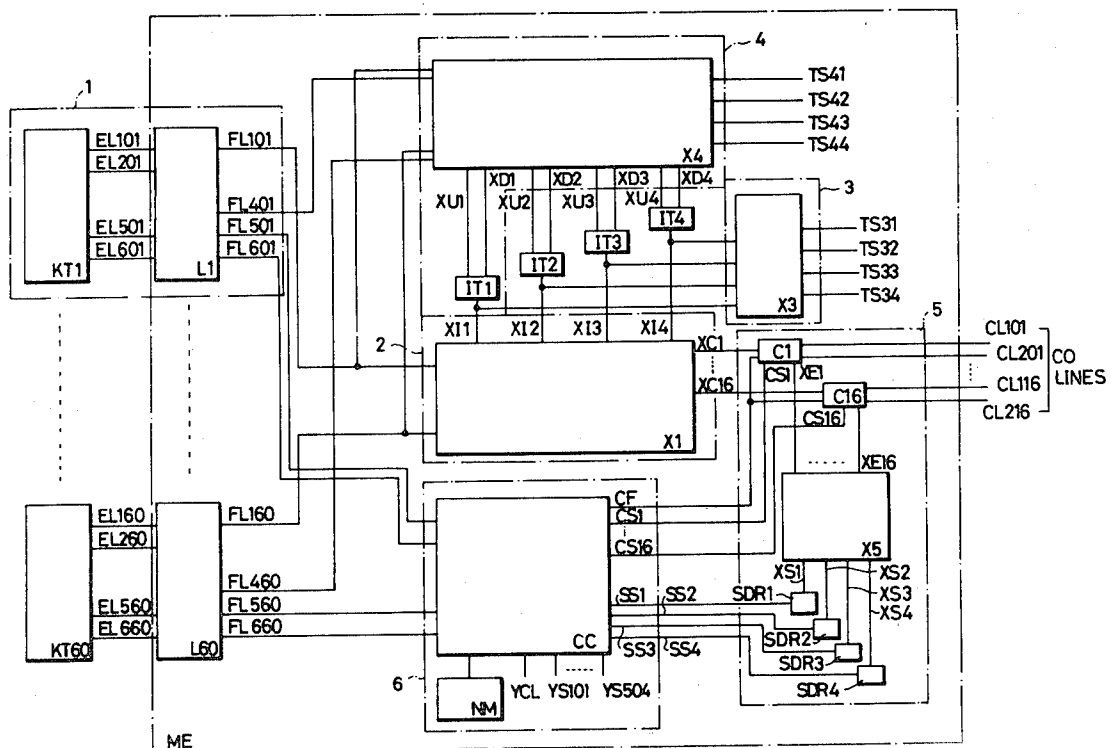 4
1
TS41
TS42
TS43
TS44
X4
EL101
EL201
EL501
EL601
KT1
FL101
FL401
FL501
FL601
L1
XU1
XD1
XU2
XD2
XU3
XD3
XU4
XD4
3
IT4
IT3
IT2
IT1
TS31
TS32
TS33
TS34
X3
5
XI1
XI2
XI3
XI4
2
XC1
XC16
X1
C1
CS1
XE1
C16
CS16
CL101
CL201
CL116
CL216
CO
LINES
XE16
X5
XS1
XS2
XS3
XS4
CF
CS1
CS16
SS1
SS2
SS3
SS4
SDR1
SDR2
SDR3
SDR4
CC
EL160
EL260
EL560
EL660
KT60
FL160
FL460
FL560
FL660
L60
6
NM
YCL
YS101
YS504
ME